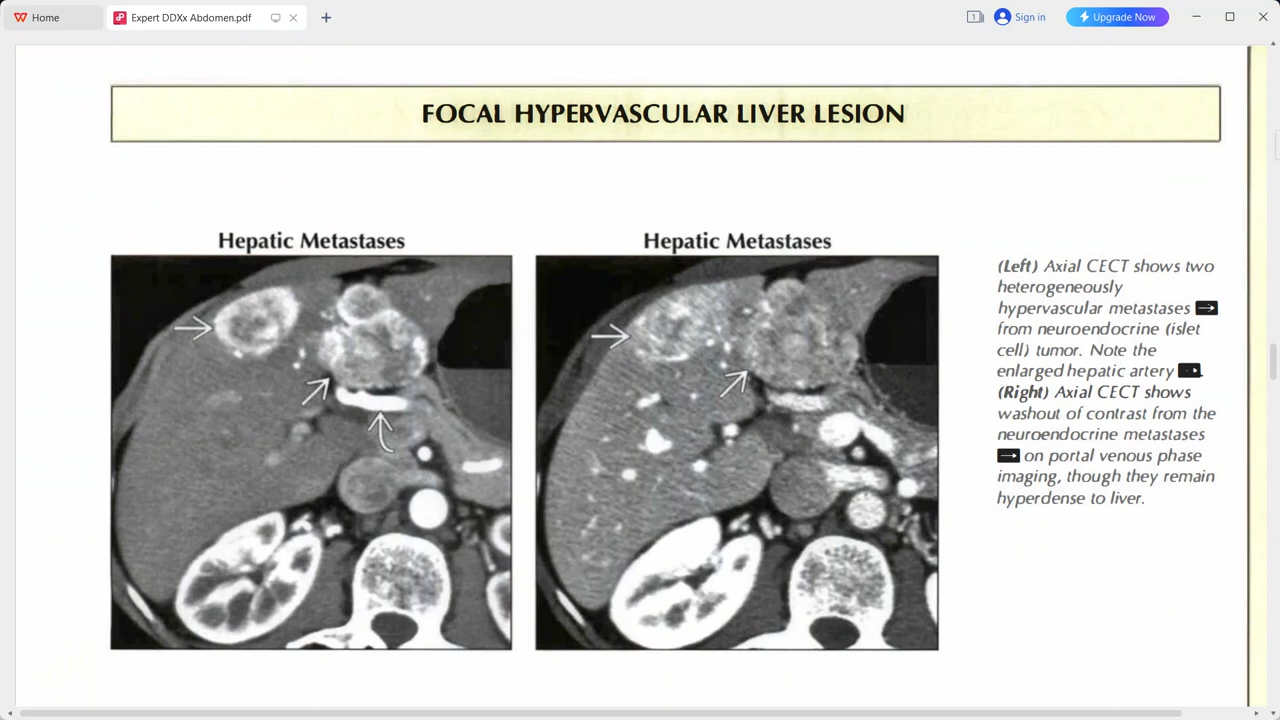 Home
Expert DDXx Abdomen.pdf
Sign in
Upgrade Now
FOCAL HYPERVASCULAR LIVER LESION
Hepatic Metastases
Hepatic Metastases
(Left) Axial CECT shows two
heterogeneously
hypervascular metastases
from neuroendocrine (islet
cell) tumor. Note the
enlarged hepatic artery
(Right) Axial CECT shows
washout of contrast from the
neuroendocrine metastases
on portal venous phase
imaging, though they remain
hyperdense to liver.